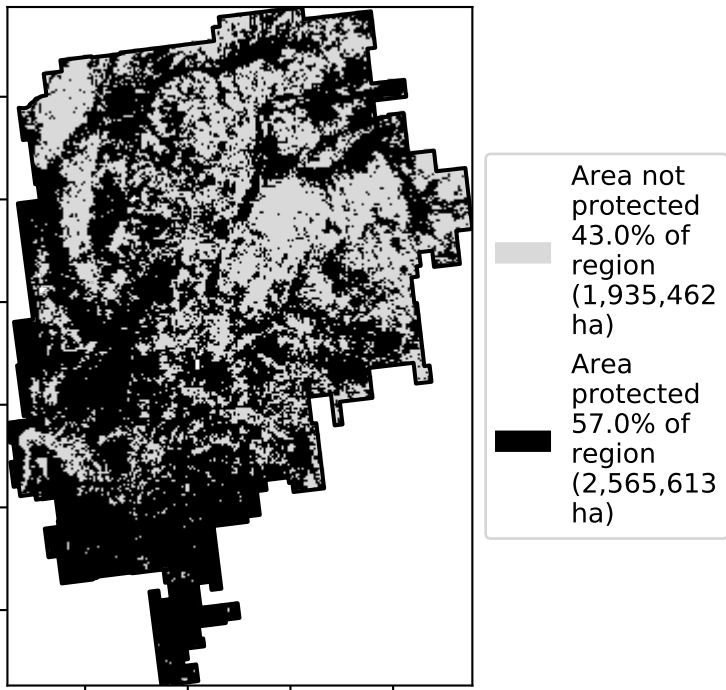 Area not
protected
43.0% of
region
(1,935,462
ha)
Area
protected
57.0% of
region
(2,565,613
ha)